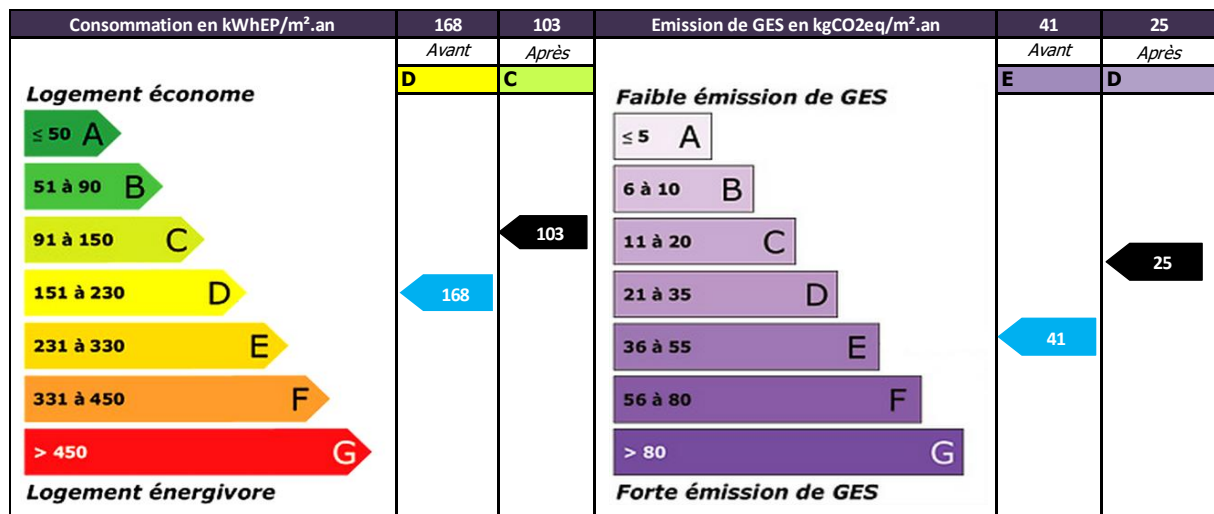 Consommation en kWhEP/m².an 168 103 Emission de GES en kgCO2eq/m².an 41 25
Avant Après Avant Après
D C E D
Logement économe
≤ 50 A
51 à 90 B
91 à 150 C
151 à 230 D
231 à 330 E
331 à 450 F
> 450 G
Logement énergivore
103
168
Faible émission de GES
≤ 5 A
6 à 10 B
11 à 20 C
21 à 35 D
36 à 55 E
56 à 80 F
> 80 G
Forte émission de GES
25
41